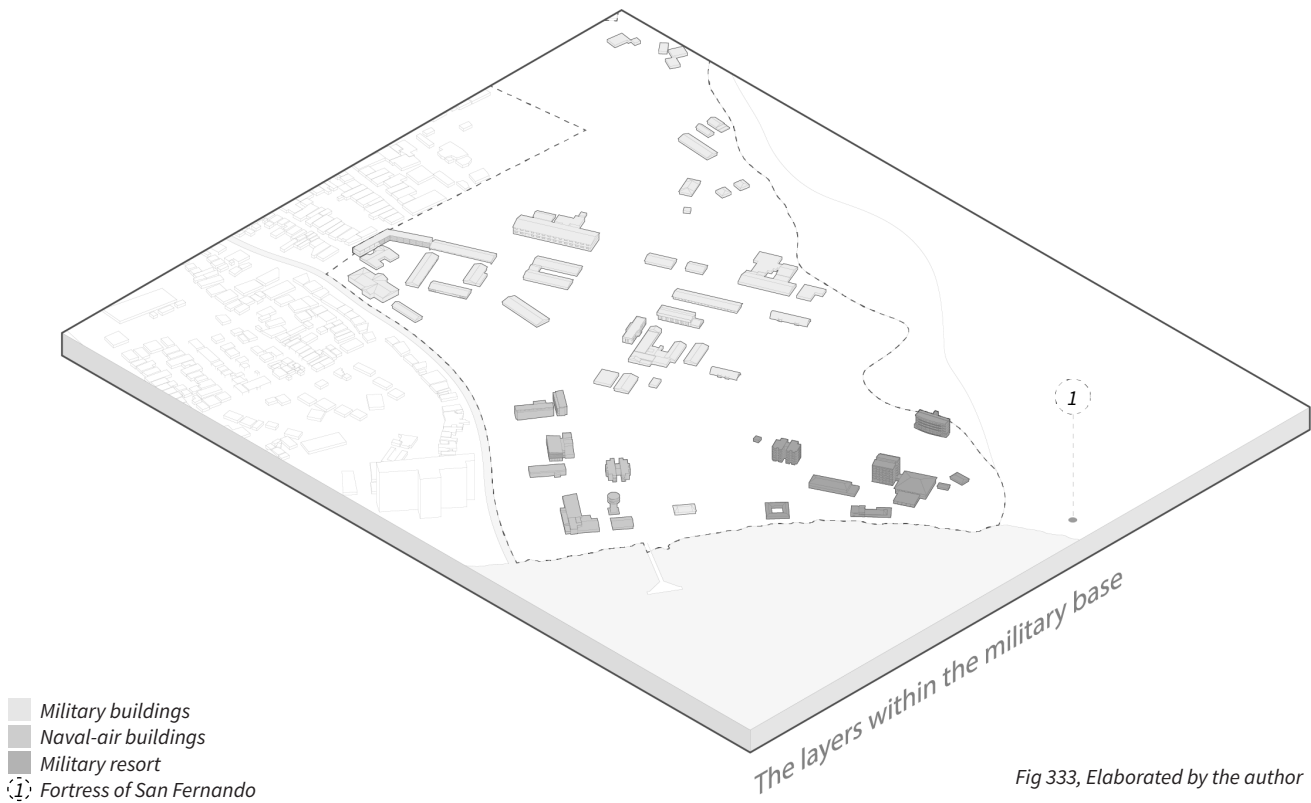 1
The layers within the military base
Military buildings
Naval-air buildings
Military resort
1 Fortress of San Fernando
Fig 333, Elaborated by the author